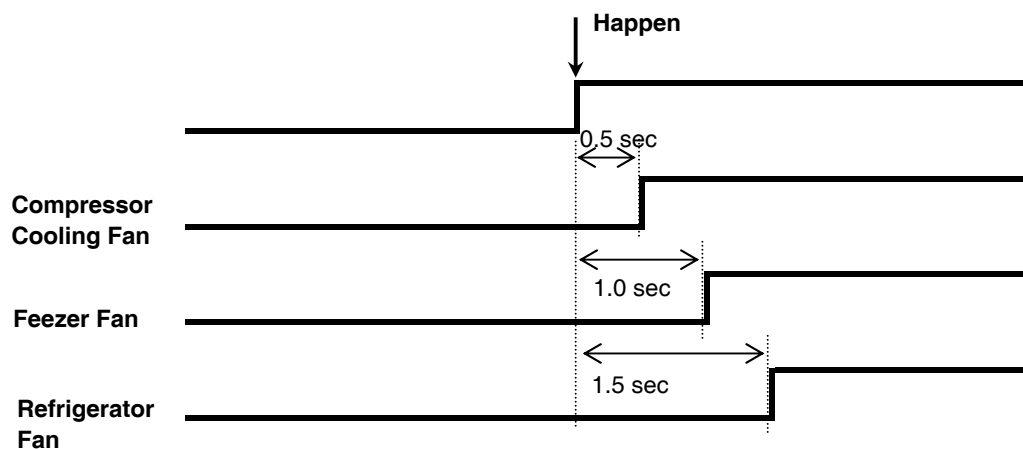 Happen
0.5 sec
Compressor
Cooling Fan
1.0 sec
Feezer Fan
1.5 sec
Refrigerator
Fan